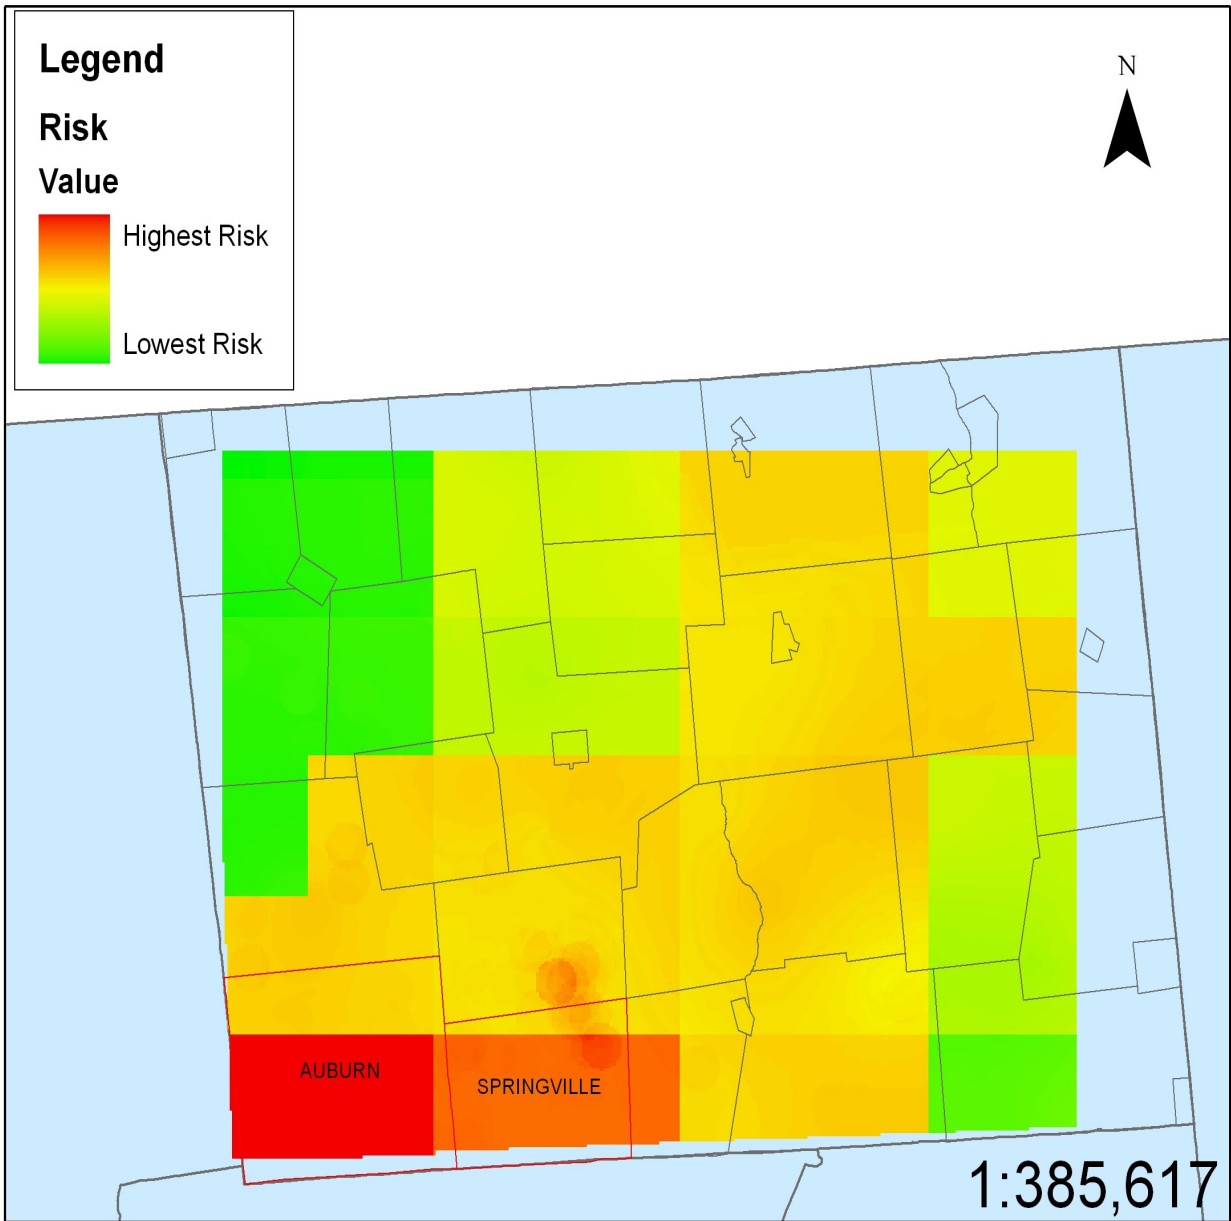 Legend
Risk
Value
Highest Risk
Lowest Risk
N
AUBURN
SPRINGVILLE
1:385,617